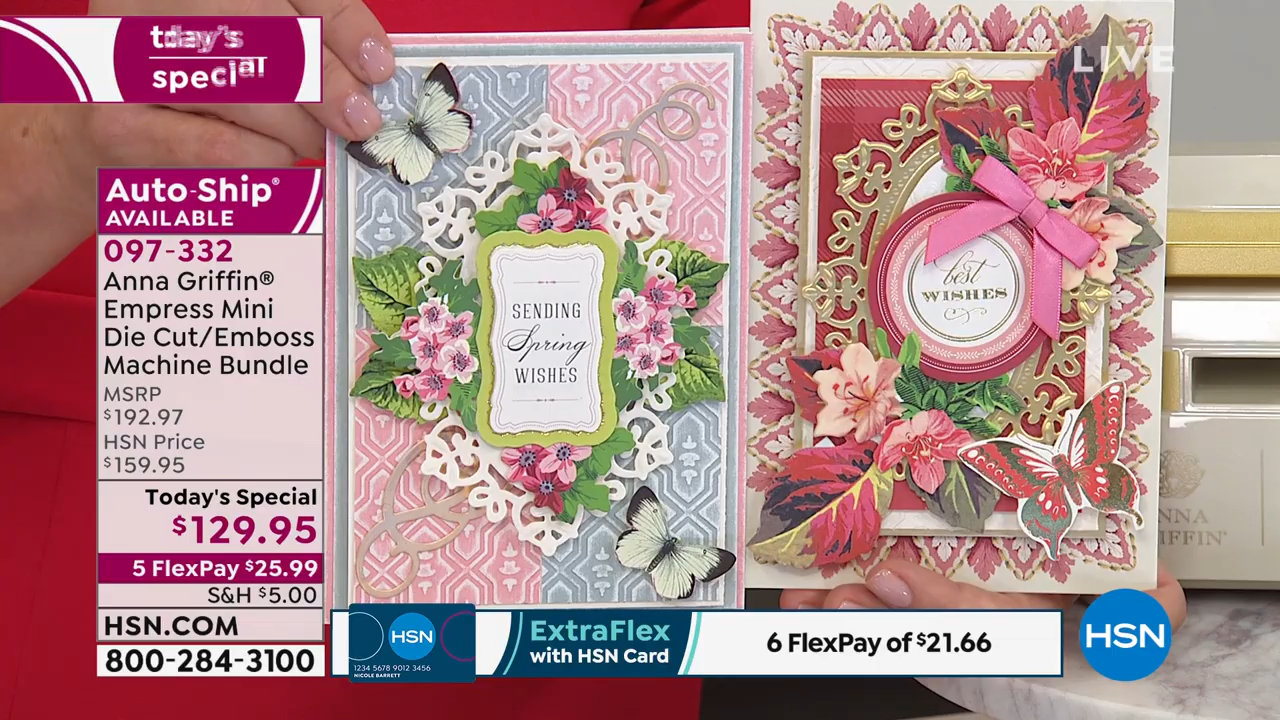 today's
special
LIVE
Auto-Ship®
AVAILABLE
097-332
Anna Griffin®
Empress Mini
Die Cut/Emboss
Machine Bundle
MSRP
$192.97
HSN Price
$159.95
Today's Special
$129.95
5 FlexPay $25.99
S&H $5.00
HSN.COM
800-284-3100
SENDING
Spring
WISHES
best
WISHES
HSN
1234 5678 9012 3456
NICOLE BARRETT
ExtraFlex
with HSN Card
6 FlexPay of $21.66
HSN